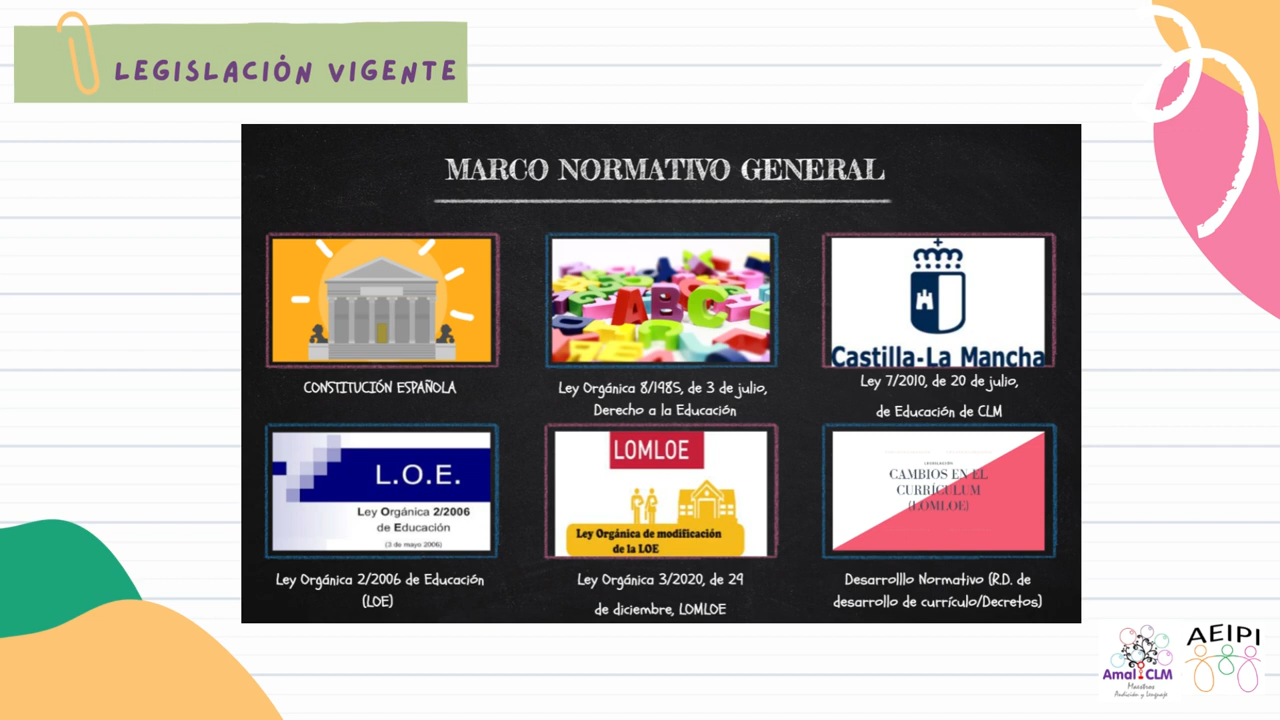 LEGISLACIÓN VIGENTE
MARCO NORMATIVO GENERAL
CONSTITUCIÓN ESPAÑOLA
ABC
Ley Orgánica 8/1985, de 3 de julio,
Derecho a la Educación
Castilla-La Mancha
Ley 7/2010, de 20 de julio,
de Educación de CLM
L.O.E.
Ley Orgánica 2/2006
de Educación
(3 de mayo 2006)
Ley Orgánica 2/2006 de Educación
(LOE)
LOMLOE
Ley Orgánica de modificación
de la LOE
Ley Orgánica 3/2020, de 29
de diciembre, LOMLOE
LEGISLACIÓN
CAMBIOS EN EL
CURRÍCULUM
(LOMLOE)
Desarrolllo Normativo (R.D. de
desarrollo de currículo/Decretos)
Amal CLM
Maestros
Audición y Lenguaje
AEIPI